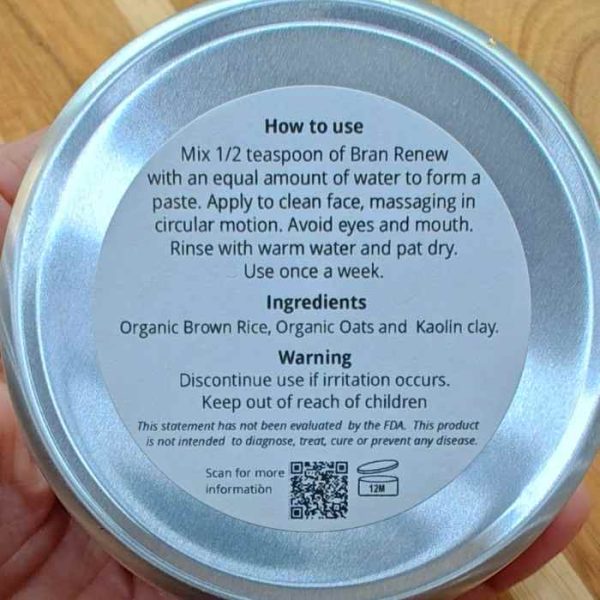 How to use
Mix 1/2 teaspoon of Bran Renew
with an equal amount of water to form a
paste. Apply to clean face, massaging in
circular motion. Avoid eyes and mouth.
Rinse with warm water and pat dry.
Use once a week.
Ingredients
Organic Brown Rice, Organic Oats and Kaolin clay.
Warning
Discontinue use if irritation occurs.
Keep out of reach of children
This statement has not been evaluated by the FDA. This product
is not intended to diagnose, treat, cure or prevent any disease.
Scan for more
information
12M